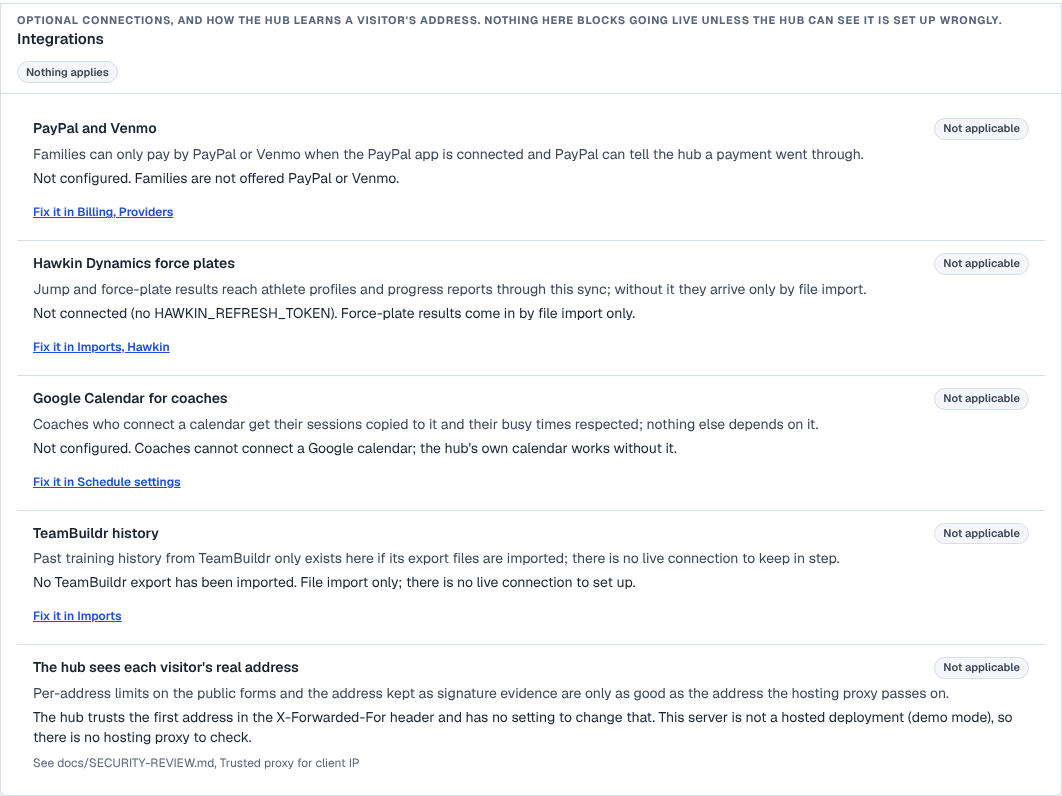 OPTIONAL CONNECTIONS, AND HOW THE HUB LEARNS A VISITOR'S ADDRESS. NOTHING HERE BLOCKS GOING LIVE UNLESS THE HUB CAN SEE IT IS SET UP WRONGLY.
Integrations
Nothing applies
PayPal and Venmo
Not applicable
Families can only pay by PayPal or Venmo when the PayPal app is connected and PayPal can tell the hub a payment went through.
Not configured. Families are not offered PayPal or Venmo.
Fix it in Billing, Providers
Hawkin Dynamics force plates
Not applicable
Jump and force-plate results reach athlete profiles and progress reports through this sync; without it they arrive only by file import.
Not connected (no HAWKIN_REFRESH_TOKEN). Force-plate results come in by file import only.
Fix it in Imports, Hawkin
Google Calendar for coaches
Not applicable
Coaches who connect a calendar get their sessions copied to it and their busy times respected; nothing else depends on it.
Not configured. Coaches cannot connect a Google calendar; the hub's own calendar works without it.
Fix it in Schedule settings
TeamBuildr history
Not applicable
Past training history from TeamBuildr only exists here if its export files are imported; there is no live connection to keep in step.
No TeamBuildr export has been imported. File import only; there is no live connection to set up.
Fix it in Imports
The hub sees each visitor's real address
Not applicable
Per-address limits on the public forms and the address kept as signature evidence are only as good as the address the hosting proxy passes on.
The hub trusts the first address in the X-Forwarded-For header and has no setting to change that. This server is not a hosted deployment (demo mode), so
there is no hosting proxy to check.
See docs/SECURITY-REVIEW.md, Trusted proxy for client IP